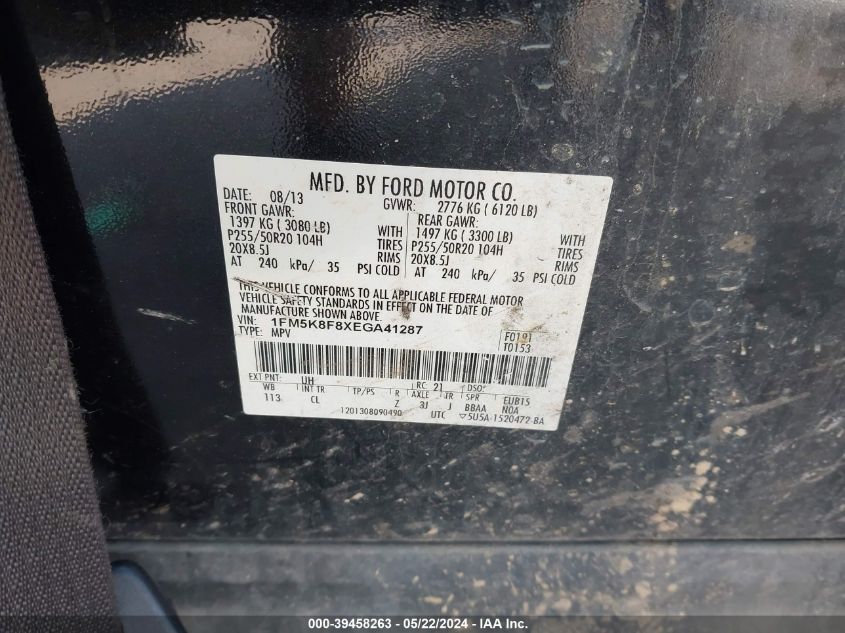 MFD. BY FORD MOTOR CO.
DATE: 08/13 GVWR: 2776 KG ( 6120 LB)
FRONT GAWR: REAR GAWR:
1397 KG ( 3080 LB) WITH 1497 KG ( 3300 LB) WITH
P255/50R20 104H TIRES P255/50R20 104H TIRES
20X8.5J RIMS 20X8.5J RIMS
AT 240 kPa/ 35 PSI COLD AT 240 kPa/ 35 PSI COLD
THIS VEHICLE CONFORMS TO ALL APPLICABLE FEDERAL MOTOR
VEHICLE SAFETY STANDARDS IN EFFECT ON THE DATE OF
MANUFACTURE SHOWN ABOVE.
VIN: 1FM5K8F8XEGA41287 F0191
TYPE: MPV T0153
EXT PNT: UH RC: 21 DSO:
WB INT TR TP/PS R AXLE TR SPR EUB15
113 CL Z 3J J BBAA NOA
1201308090490 UTC ▽5U5A-1520472-BA
000-39458263 - 05/22/2024 - IAA Inc.